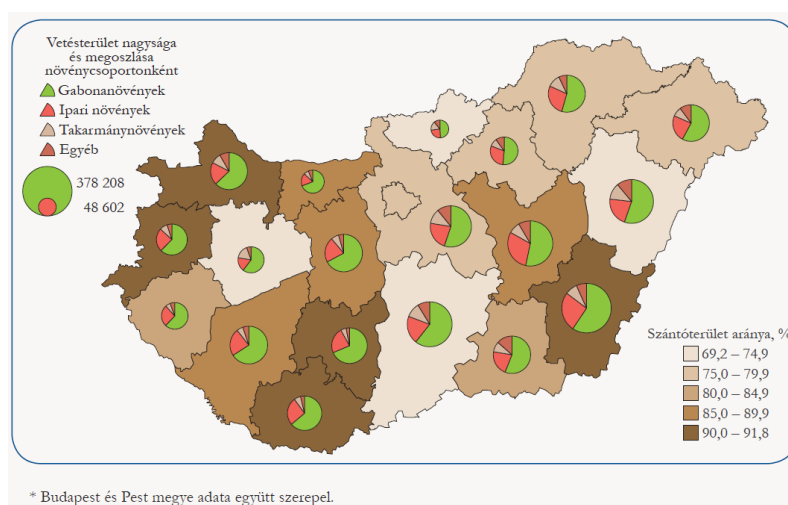 Vetésterület nagysága
és megoszlása
növénycsoportonként
Gabonanövények
Ipari növények
Takarmánynövények
Egyéb
378 208
48 602
Szántóterület aránya, %
69,2 – 74,9
75,0 – 79,9
80,0 – 84,9
85,0 – 89,9
90,0 – 91,8
* Budapest és Pest megye adata együtt szerepel.